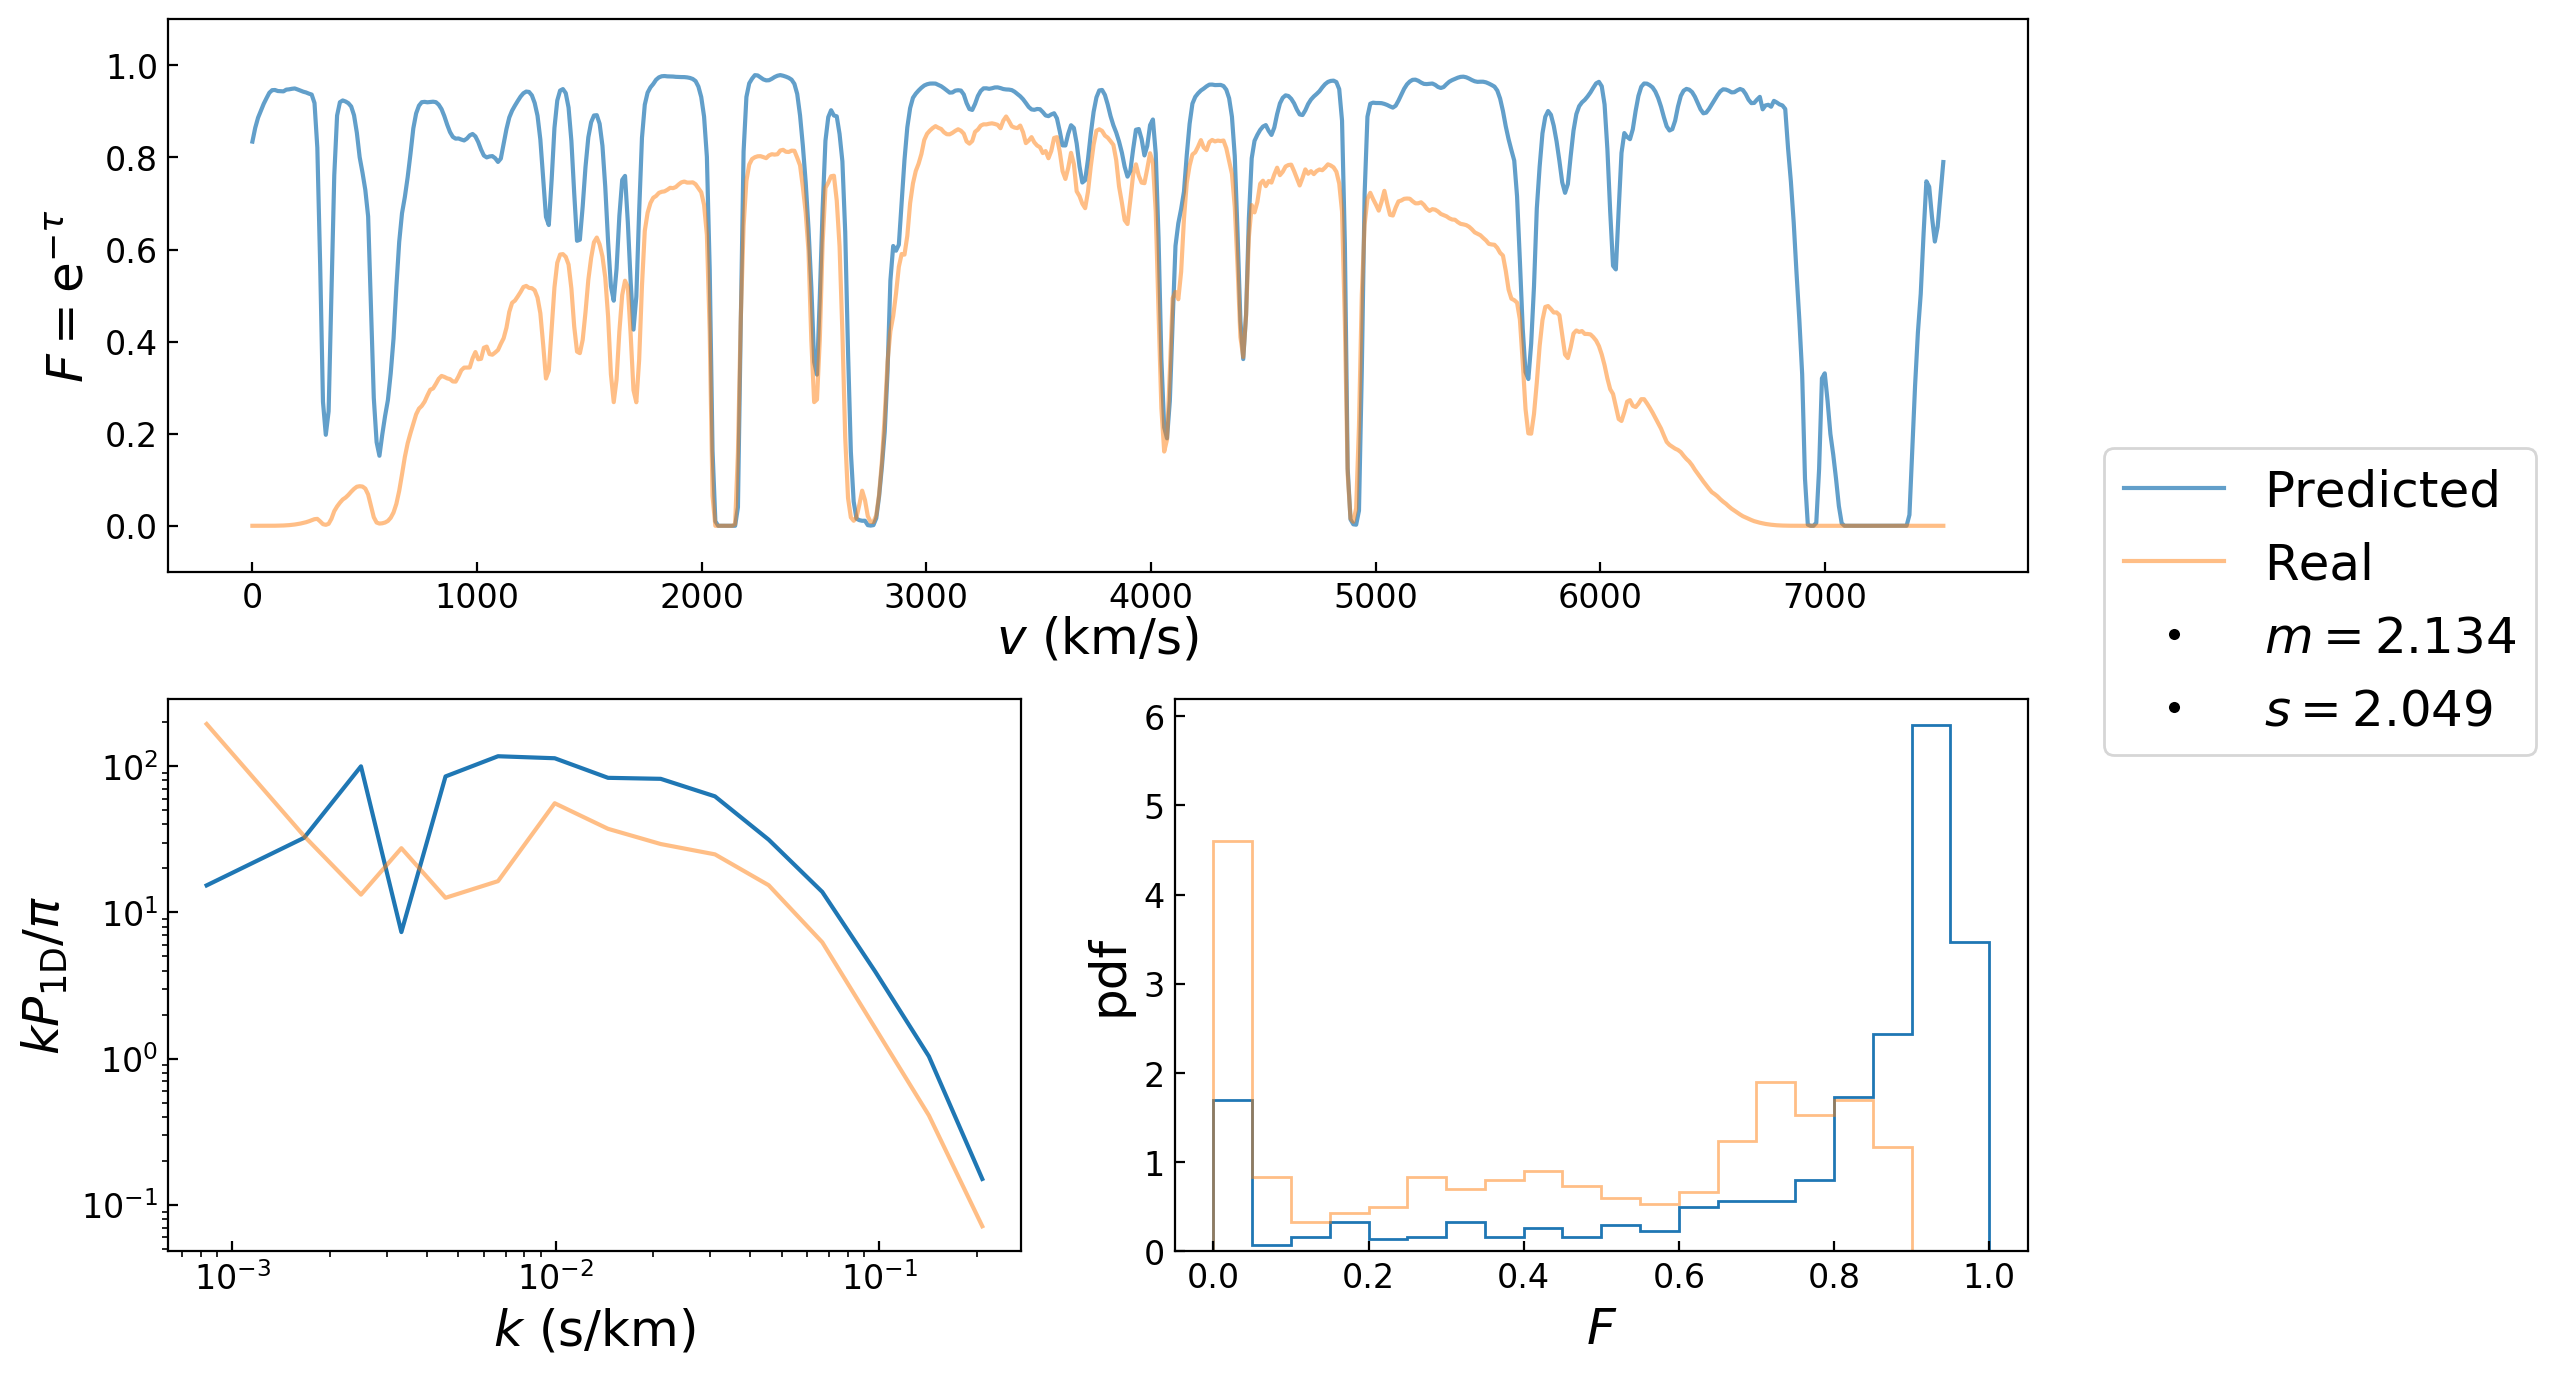 1.0
0.8
0.6
0.4
0.2
0.0
F = e^{-τ}
0 1000 2000 3000 4000 5000 6000 7000
v (km/s)
Predicted
Real
m = 2.134
s = 2.049
10^2
10^1
10^0
10^{-1}
kP_{1D}/π
10^{-3} 10^{-2} 10^{-1}
k (s/km)
6
5
4
3
2
1
0
pdf
0.0 0.2 0.4 0.6 0.8 1.0
F